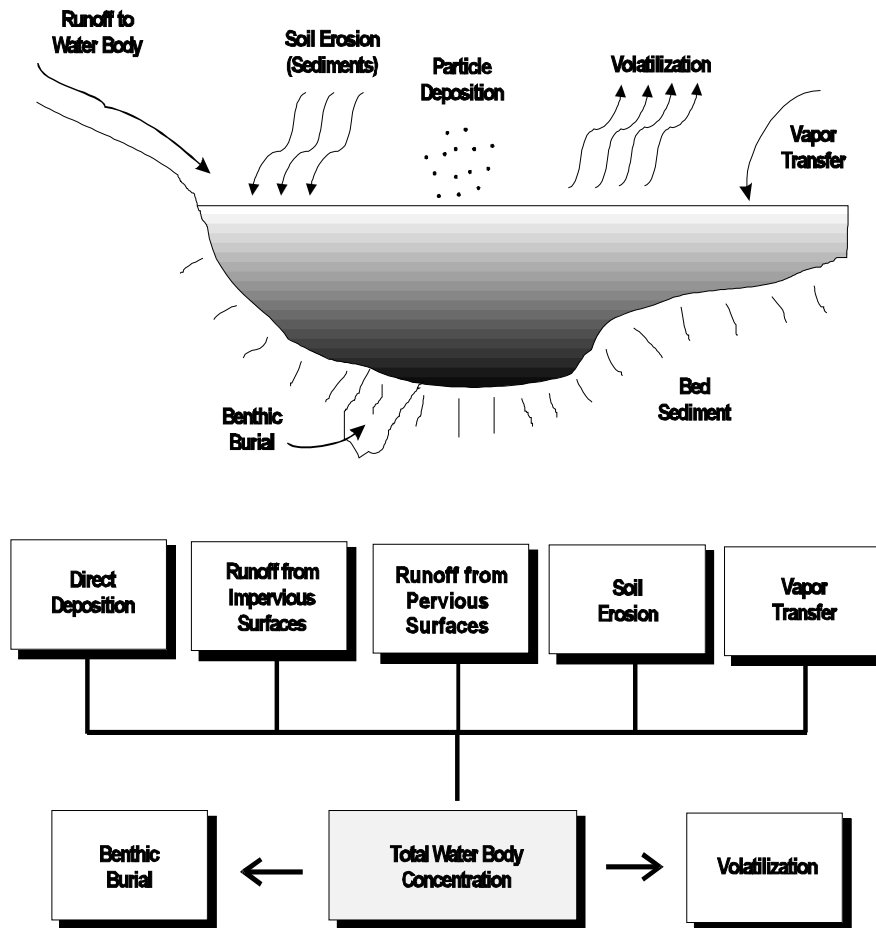 Runoff to
Water Body
Soil Erosion
(Sediments)
Particle
Deposition
Volatilization
Vapor
Transfer
Benthic
Burial
Bed
Sediment
Direct
Deposition
Runoff from
Impervious
Surfaces
Runoff from
Pervious
Surfaces
Soil
Erosion
Vapor
Transfer
Benthic
Burial
Total Water Body
Concentration
Volatilization